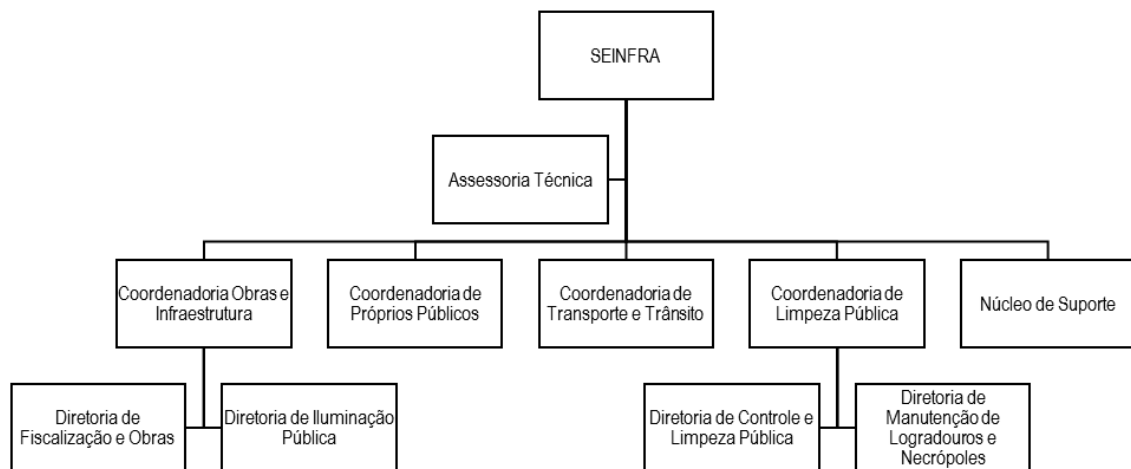 SEINFRA
Assessoria Técnica
Coordenadoria Obras e
Infraestrutura
Coordenadoria de
Próprios Públicos
Coordenadoria de
Transporte e Trânsito
Coordenadoria de
Limpeza Pública
Núcleo de Suporte
Diretoria de
Fiscalização e Obras
Diretoria de Iluminação
Pública
Diretoria de Controle e
Limpeza Pública
Diretoria de
Manutenção de
Logradouros e
Necrópoles